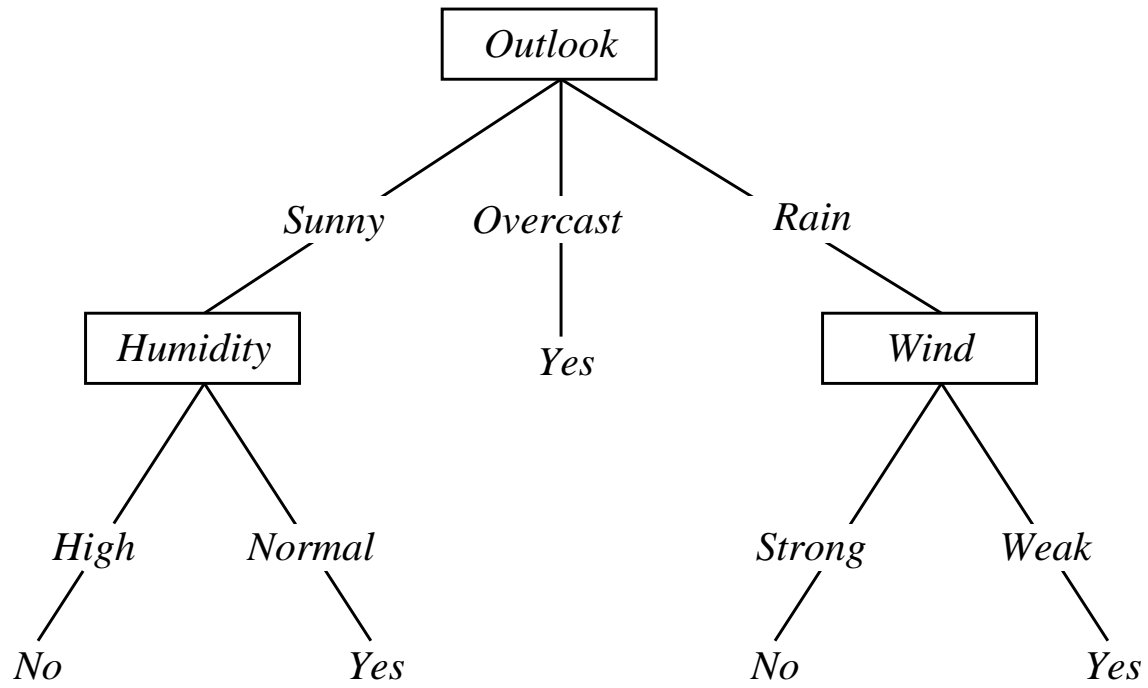 Outlook
Sunny Overcast Rain
Humidity Yes Wind
High Normal Strong Weak
No Yes No Yes